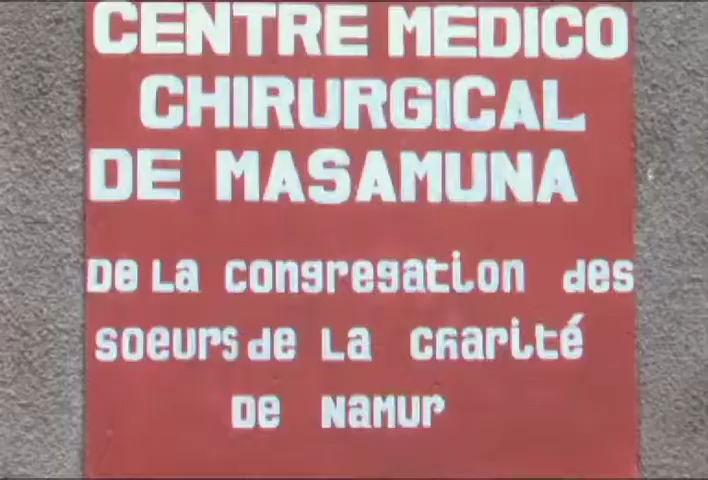 CENTRE MEDICO
CHIRURGICAL
DE MASAMUNA
De La congregation des
soeurs de La charité
De Namur